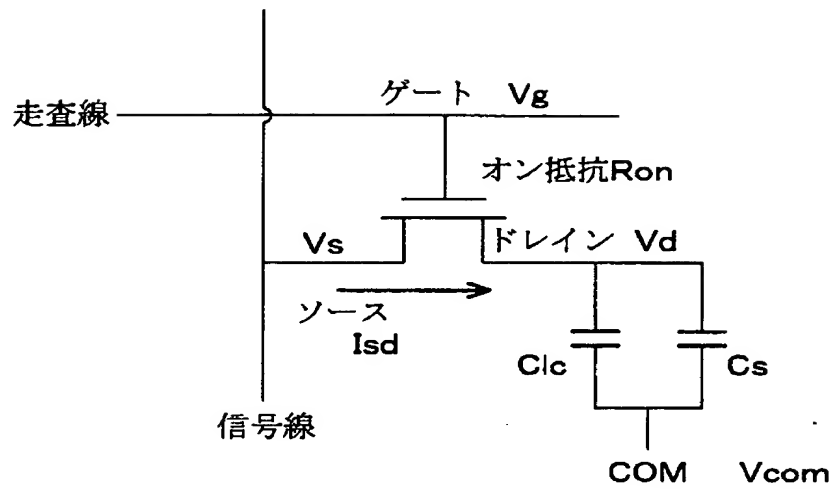 ゲート Vg
走査線
オン抵抗Ron
Vs
ドレイン Vd
ソース
Isd
Clc
Cs
信号線
COM Vcom